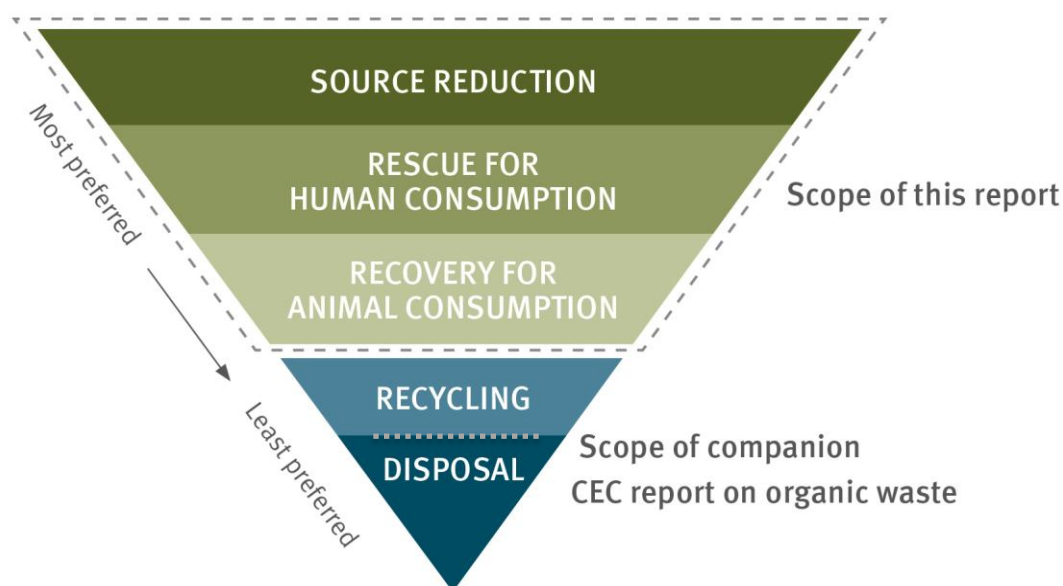 SOURCE REDUCTION
RESCUE FOR
HUMAN CONSUMPTION
RECOVERY FOR
ANIMAL CONSUMPTION
RECYCLING
DISPOSAL
Most preferred
Least preferred
Scope of this report
Scope of companion
CEC report on organic waste